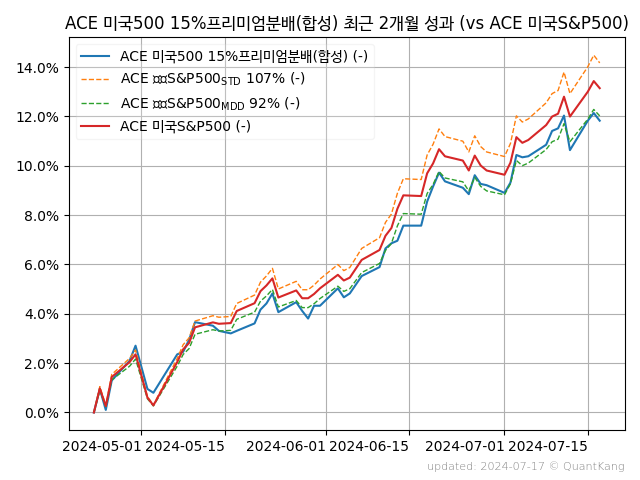 ACE 미국500 15%프리미엄분배(합성) 최근 2개월 성과 (vs ACE 미국S&P500)
ACE 미국500 15%프리미엄분배(합성) (-)
ACE S&P500STD 107% (-)
ACE S&P500MDD 92% (-)
ACE 미국S&P500 (-)
14.0%
12.0%
10.0%
8.0%
6.0%
4.0%
2.0%
0.0%
2024-05-01 2024-05-15 2024-06-01 2024-06-15 2024-07-01 2024-07-15
updated: 2024-07-17 © QuantKang